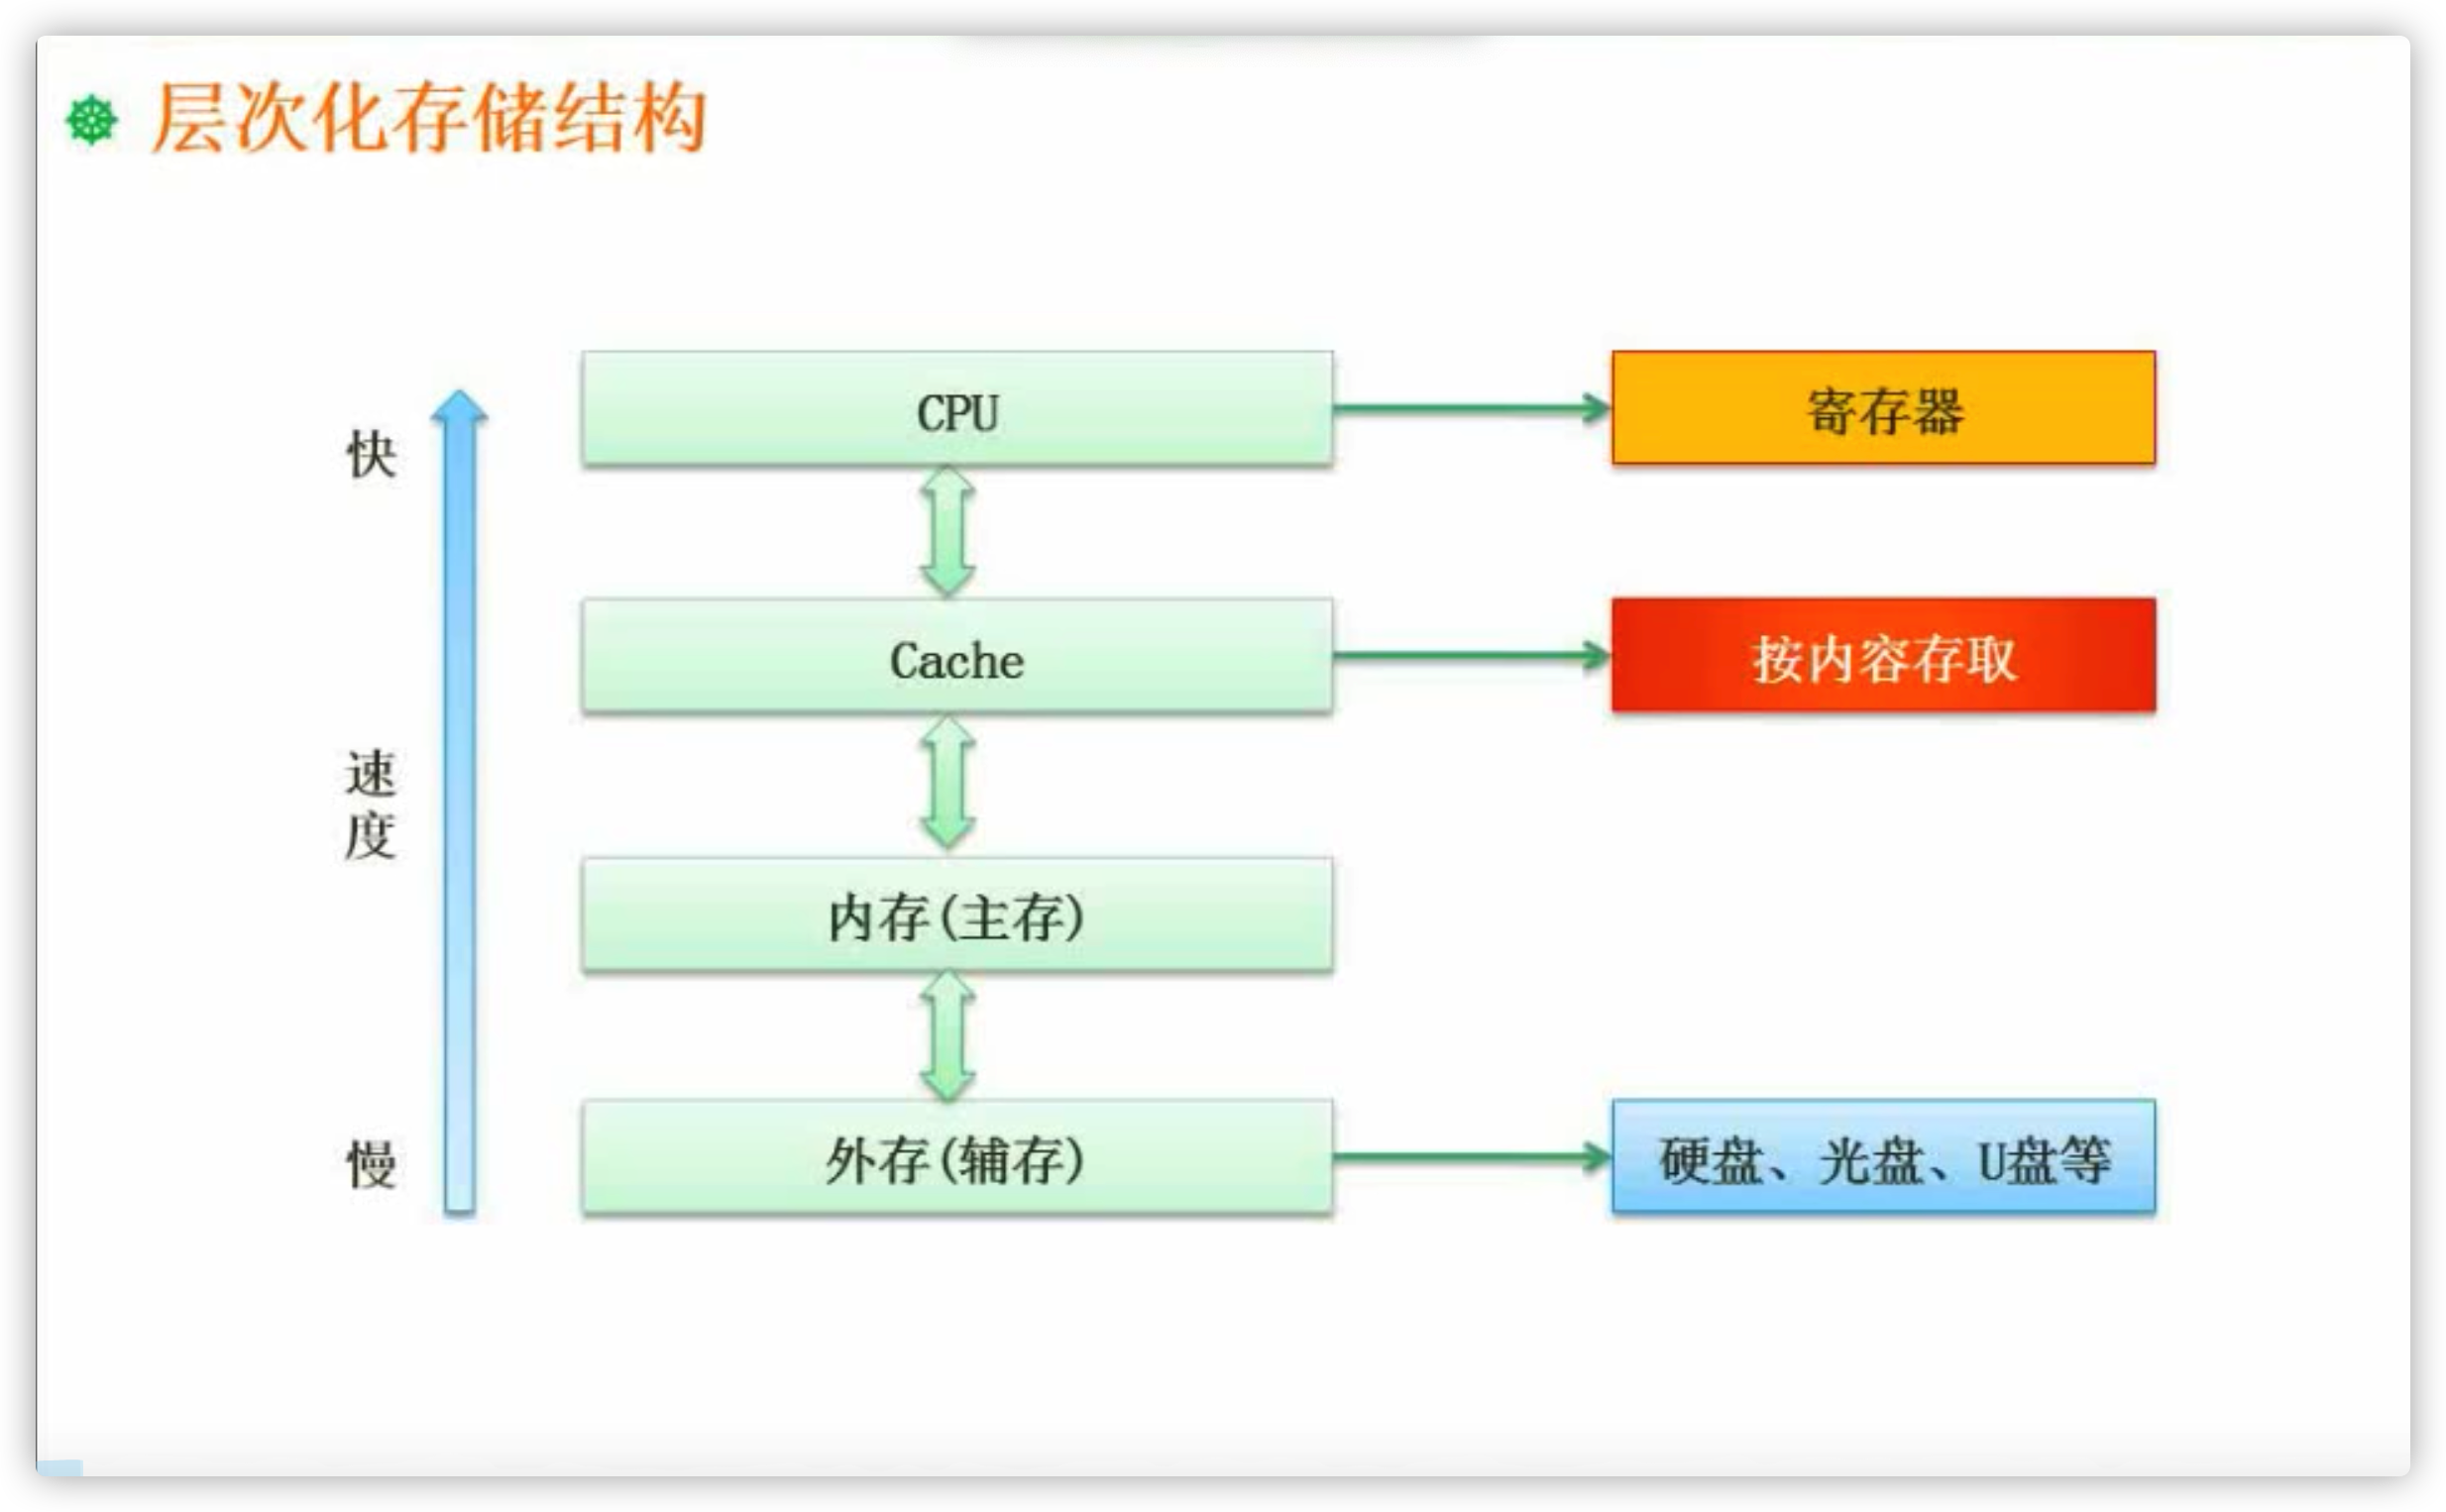 层次化存储结构
快
速
度
慢
CPU
寄存器
Cache
按内容存取
内存(主存)
外存(辅存)
硬盘、光盘、U盘等